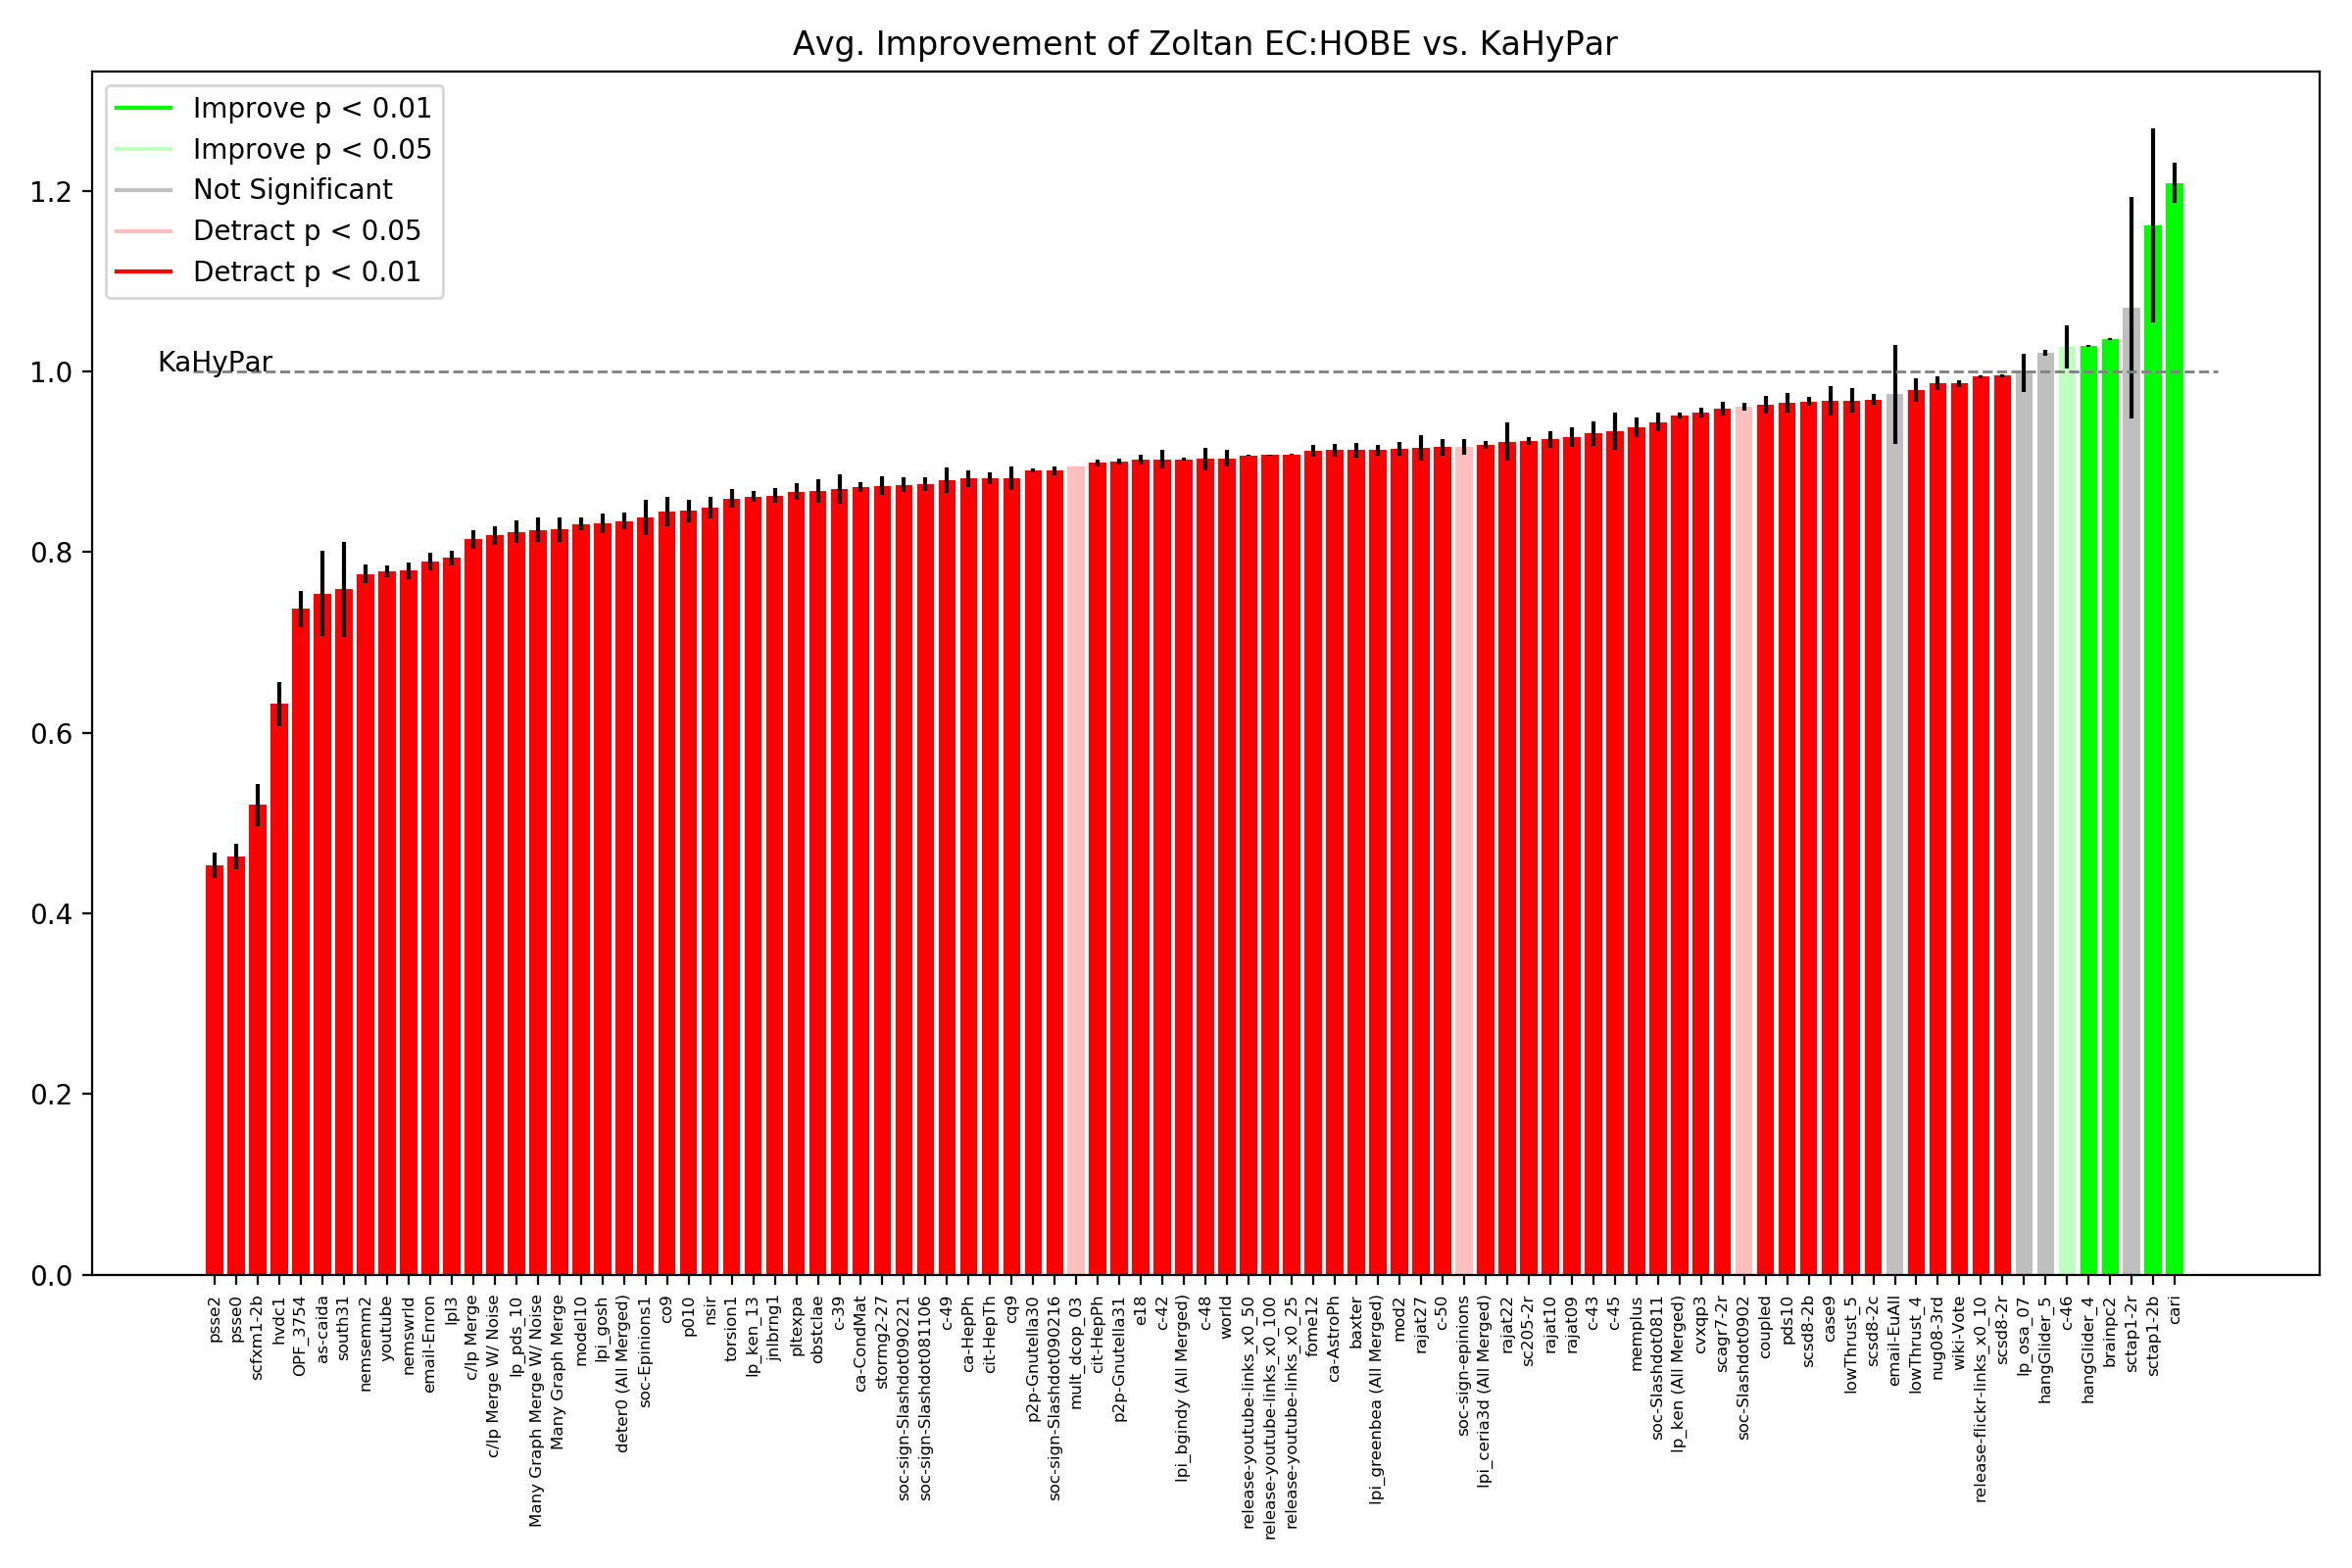 Avg. Improvement of Zoltan EC:HOBE vs. KaHyPar
Improve p < 0.01
Improve p < 0.05
Not Significant
Detract p < 0.05
Detract p < 0.01
KaHyPar
1.2
1.0
0.8
0.6
0.4
0.2
0.0
psse2
psse0
scfxm1-2b
hvdc1
OPF_3754
as-caida
south31
nemsemm2
youtube
nemswrld
email-Enron
lpl3
c/lp Merge
c/lp Merge W/ Noise
lp_pds_10
Many Graph Merge W/ Noise
Many Graph Merge
model10
lpi_gosh
deter0 (All Merged)
soc-Epinions1
co9
p010
nsir
torsion1
lp_ken_13
jnlbrng1
pltexpa
obstclae
c-39
ca-CondMat
stormg2-27
soc-sign-Slashdot090221
soc-sign-Slashdot081106
c-49
ca-HepPh
cit-HepTh
cq9
p2p-Gnutella30
soc-sign-Slashdot090216
mult_dcop_03
cit-HepPh
p2p-Gnutella31
e18
c-42
lpi_bgindy (All Merged)
c-48
world
release-youtube-links_x0_50
release-youtube-links_x0_100
release-youtube-links_x0_25
fome12
ca-AstroPh
baxter
lpi_greenbea (All Merged)
mod2
rajat27
c-50
soc-sign-epinions
lpi_ceria3d (All Merged)
rajat22
sc205-2r
rajat10
rajat09
c-43
c-45
memplus
soc-Slashdot0811
lp_ken (All Merged)
cvxqp3
scagr7-2r
soc-Slashdot0902
coupled
pds10
scsd8-2b
case9
lowThrust_5
scsd8-2c
email-EuAll
lowThrust_4
nug08-3rd
wiki-Vote
release-flickr-links_x0_10
scsd8-2r
lp_osa_07
hangGlider_5
c-46
hangGlider_4
brainpc2
sctap1-2r
sctap1-2b
cari